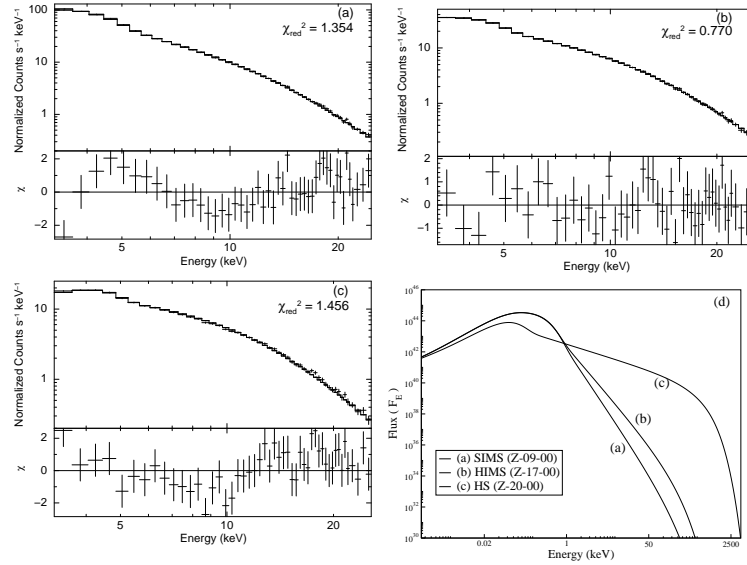 (a)
χred² = 1.354
Normalized Counts s⁻¹ keV⁻¹
100
10
1
χ
2
0
−2
5
10
20
Energy (keV)
(b)
χred² = 0.770
Normalized Counts s⁻¹ keV⁻¹
10
1
χ
2
1
0
−1
5
10
20
Energy (keV)
(c)
χred² = 1.456
Normalized Counts s⁻¹ keV⁻¹
10
1
χ
2
0
−2
5
10
20
Energy (keV)
(d)
Flux ( F_E )
10⁴⁶
10⁴⁴
10⁴²
10⁴⁰
10³⁸
10³⁶
10³⁴
10³²
10³⁰
(c)
(b)
(a)
(a) SIMS (Z-09-00)
(b) HIMS (Z-17-00)
(c) HS (Z-20-00)
0.02
1
50
2500
Energy (keV)